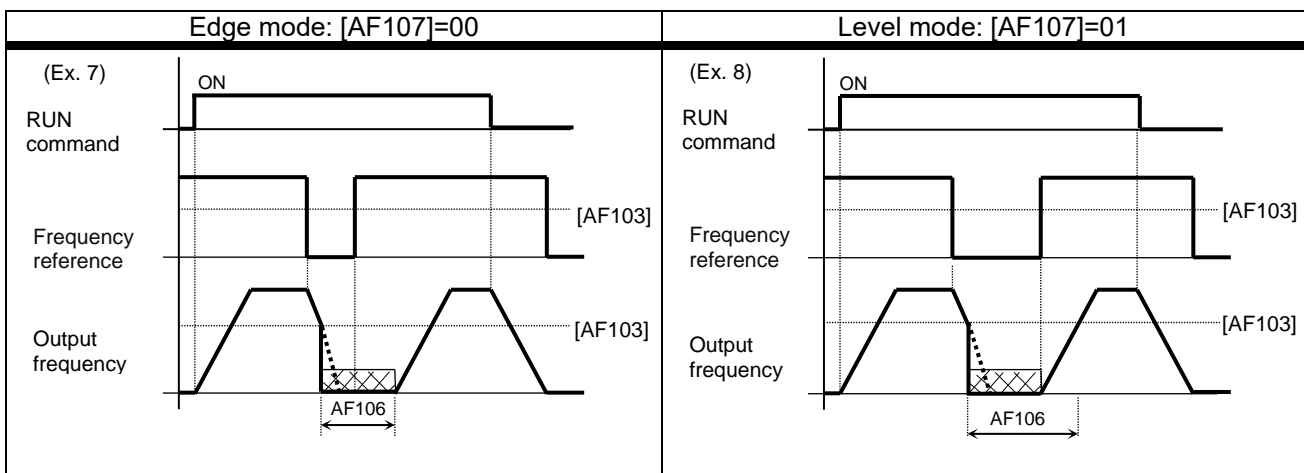 Edge mode: [AF107]=00
Level mode: [AF107]=01
(Ex. 7)
ON
RUN
command
[AF103]
Frequency
reference
[AF103]
Output
frequency
AF106
(Ex. 8)
ON
RUN
command
[AF103]
Frequency
reference
[AF103]
Output
frequency
AF106